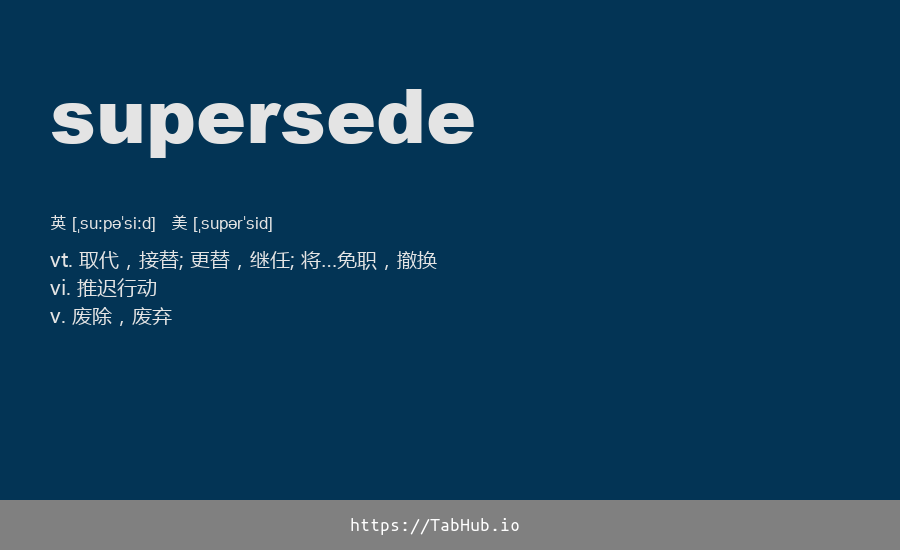 supersede
英 [ˌsuːpəˈsiːd] 美 [ˌsupərˈsid]
vt. 取代，接替; 更替，继任; 将...免职，撤换
vi. 推迟行动
v. 废除，废弃
https://TabHub.io